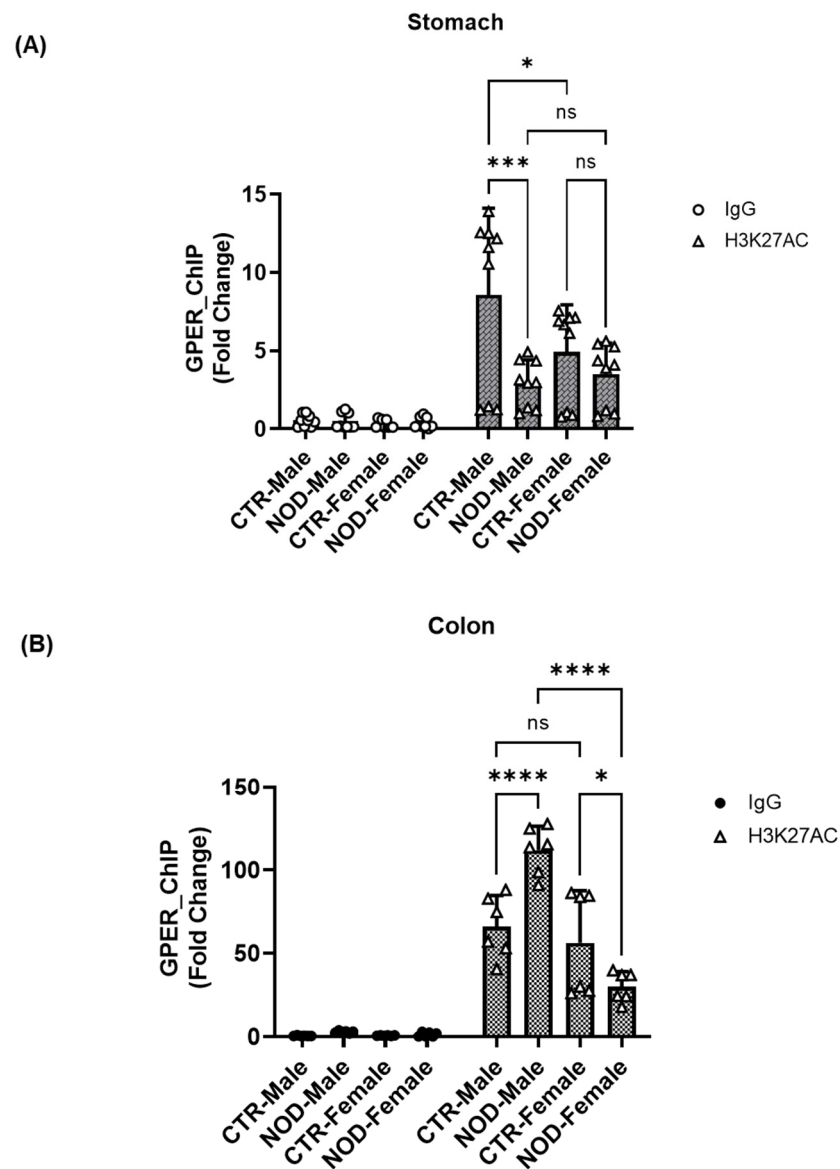 (A)
Stomach
*
ns
***
ns
GPER_ChIP
(Fold Change)
15
10
5
0
IgG
H3K27AC
CTR-Male
NOD-Male
CTR-Female
NOD-Female
CTR-Male
NOD-Male
CTR-Female
NOD-Female
(B)
Colon
****
ns
****
*
GPER_ChIP
(Fold Change)
150
100
50
0
IgG
H3K27AC
CTR-Male
NOD-Male
CTR-Female
NOD-Female
CTR-Male
NOD-Male
CTR-Female
NOD-Female